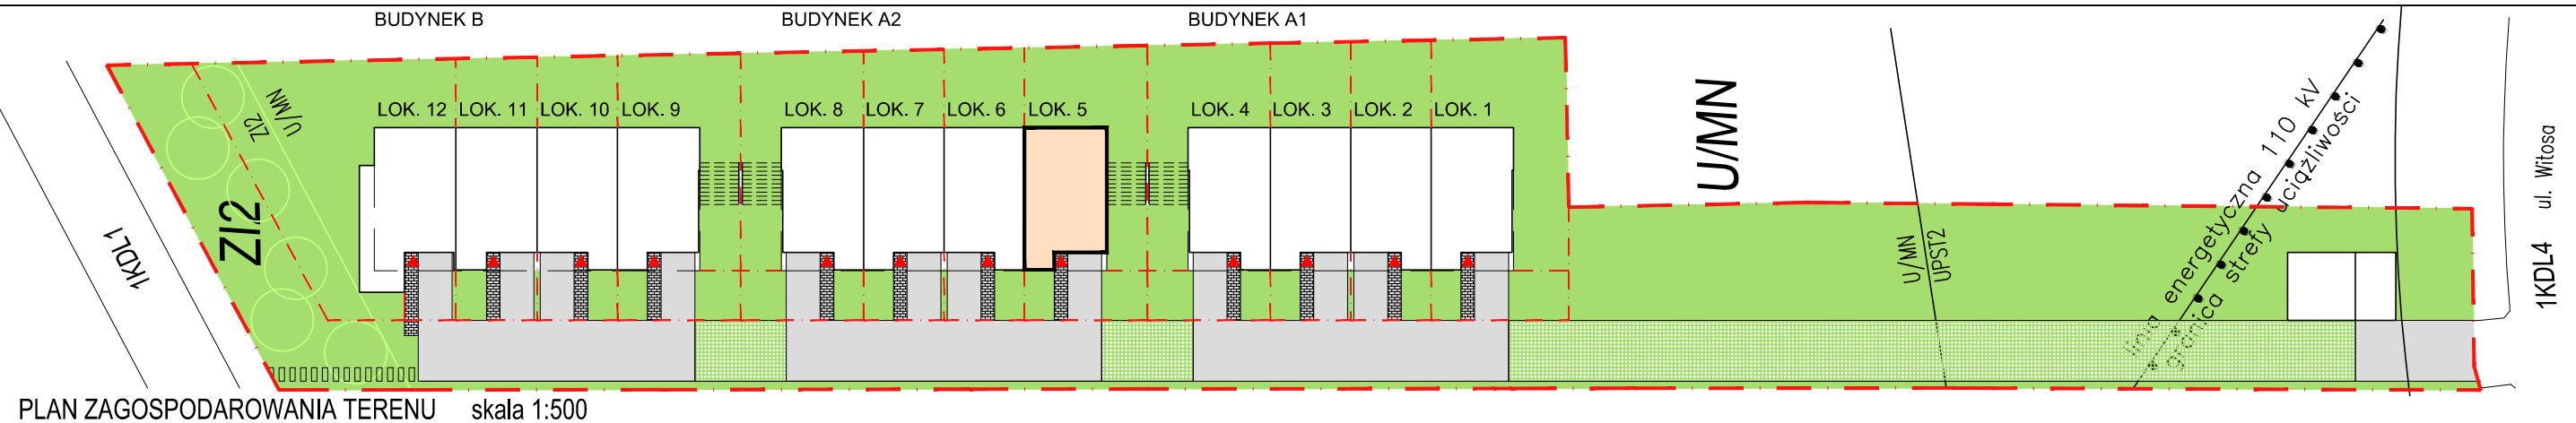 BUDYNEK B
BUDYNEK A2
BUDYNEK A1
LOK. 12
LOK. 11
LOK. 10
LOK. 9
LOK. 8
LOK. 7
LOK. 6
LOK. 5
LOK. 4
LOK. 3
LOK. 2
LOK. 1
U/MN
ZI2
ZI2
1KDL1
U/MN
U/MN
UPST2
linia energetyczna 110 kV
granica strefy uciążliwości
ul. Witosa
1KDL4
PLAN ZAGOSPODAROWANIA TERENU skala 1:500